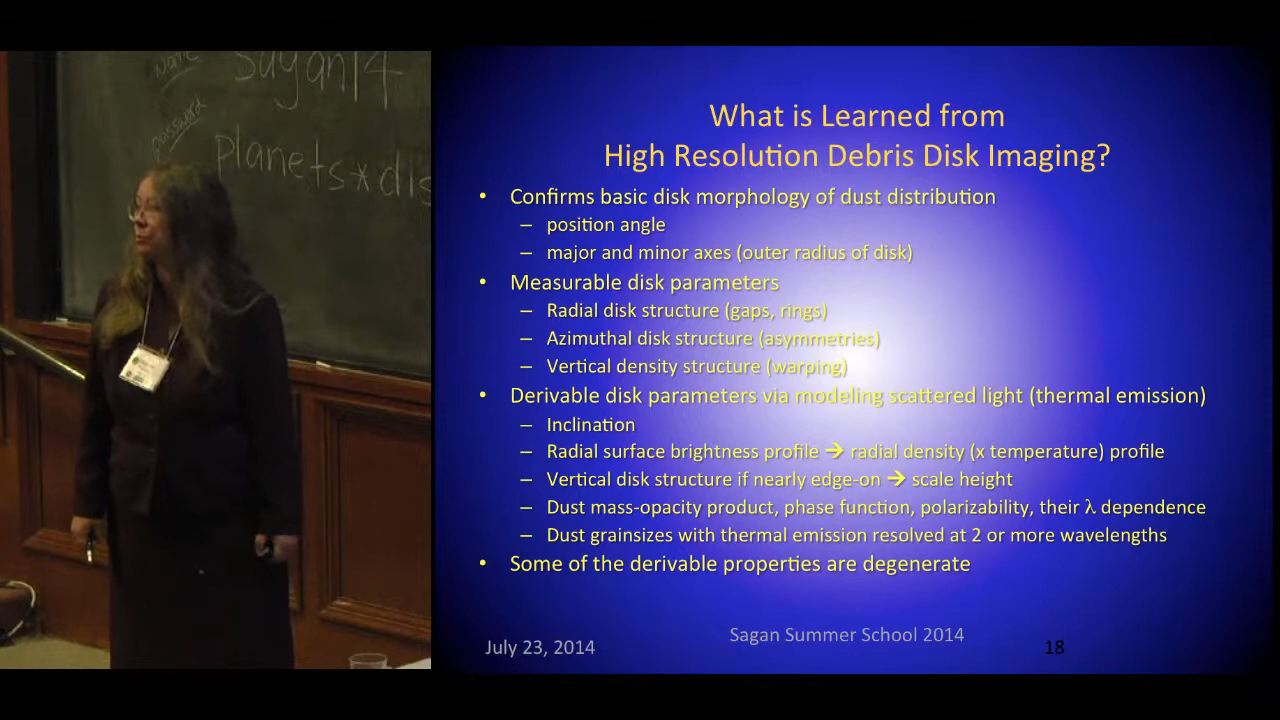 Name
Sagan14
password
planets*dis
What is Learned from
High Resolution Debris Disk Imaging?
• Confirms basic disk morphology of dust distribution
– position angle
– major and minor axes (outer radius of disk)
• Measurable disk parameters
– Radial disk structure (gaps, rings)
– Azimuthal disk structure (asymmetries)
– Vertical density structure (warping)
• Derivable disk parameters via modeling scattered light (thermal emission)
– Inclination
– Radial surface brightness profile ➔ radial density (x temperature) profile
– Vertical disk structure if nearly edge-on ➔ scale height
– Dust mass-opacity product, phase function, polarizability, their λ dependence
– Dust grainsizes with thermal emission resolved at 2 or more wavelengths
• Some of the derivable properties are degenerate
July 23, 2014
Sagan Summer School 2014
18